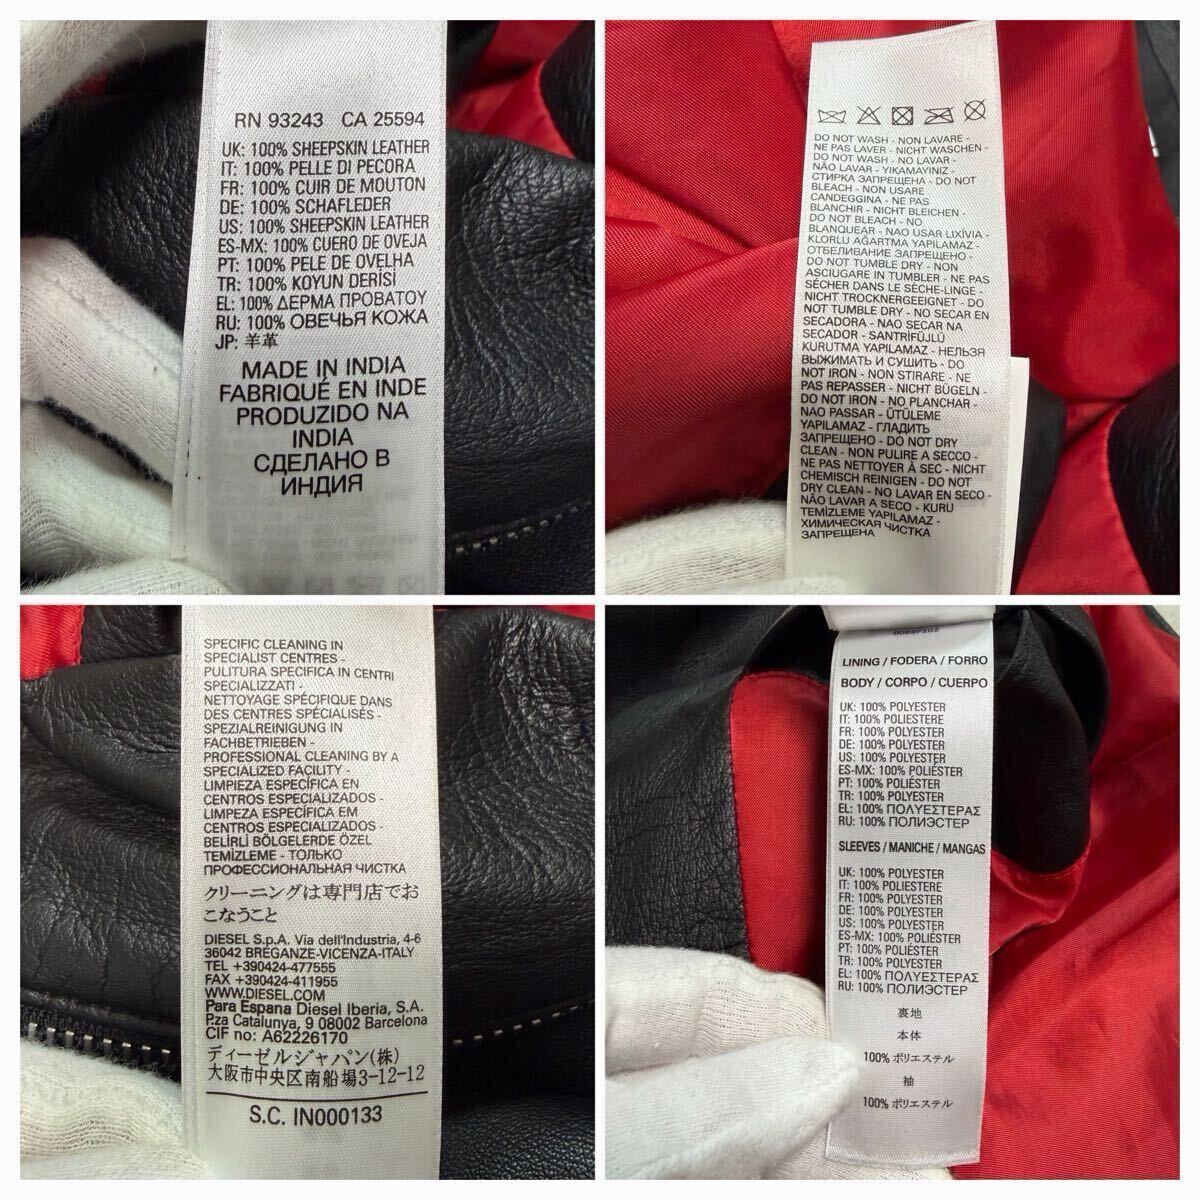 RN 93243 CA 25594
UK: 100% SHEEPSKIN LEATHER
IT: 100% PELLE DI PECORA
FR: 100% CUIR DE MOUTON
DE: 100% SCHAFLEDER
US: 100% SHEEPSKIN LEATHER
ES-MX: 100% CUERO DE OVEJA
PT: 100% PELE DE OVELHA
TR: 100% KOYUN DERİSİ
EL: 100% ΔΕΡΜΑ ΠΡΟΒΑΤΟΥ
RU: 100% ОВЕЧЬЯ КОЖА
JP: 羊革
MADE IN INDIA
FABRIQUÉ EN INDE
PRODUZIDO NA
INDIA
СДЕЛАНО В
ИНДИЯ
DO NOT WASH - NON LAVARE -
NE PAS LAVER - NICHT WASCHEN -
DO NOT WASH - NO LAVAR -
NÃO LAVAR - YIKAMAYINIZ -
СТИРКА ЗАПРЕЩЕНА - DO NOT
BLEACH - NON USARE
CANDEGGINA - NE PAS
BLANCHIR - NICHT BLEICHEN -
DO NOT BLEACH - NO
BLANQUEAR - NAO USAR LIXÍVIA -
KLORLU AĞARTMA YAPILAMAZ -
ОТБЕЛИВАНИЕ ЗАПРЕЩЕНО -
DO NOT TUMBLE DRY - NON
ASCIUGARE IN TUMBLER - NE PAS
SÉCHER DANS LE SÈCHE-LINGE -
NICHT TROCKNERGEEIGNET - DO
NOT TUMBLE DRY - NO SECAR EN
SECADORA - NAO SECAR NA
SECADOR - SANTRİFÜJLÜ
KURUTMA YAPILAMAZ - НЕЛЬЗЯ
ВЫЖИМАТЬ И СУШИТЬ - DO
NOT IRON - NON STIRARE - NE
PAS REPASSER - NICHT BÜGELN -
DO NOT IRON - NO PLANCHAR -
NAO PASSAR - ÜTÜLEME
YAPILAMAZ - ГЛАДИТЬ
ЗАПРЕЩЕНО - DO NOT DRY
CLEAN - NON PULIRE A SECCO -
NE PAS NETTOYER À SEC - NICHT
CHEMISCH REINIGEN - DO NOT
DRY CLEAN - NO LAVAR EN SECO -
NÃO LAVAR A SECO - KURU
TEMİZLEME YAPILAMAZ -
ХИМИЧЕСКАЯ ЧИСТКА
ЗАПРЕЩЕНА
SPECIFIC CLEANING IN
SPECIALIST CENTRES -
PULITURA SPECIFICA IN CENTRI
SPECIALIZZATI -
NETTOYAGE SPÉCIFIQUE DANS
DES CENTRES SPÉCIALISÉS -
SPEZIALREINIGUNG IN
FACHBETRIEBEN -
PROFESSIONAL CLEANING BY A
SPECIALIZED FACILITY -
LIMPIEZA ESPECÍFICA EN
CENTROS ESPECIALIZADOS -
LIMPEZA ESPECÍFICA EM
CENTROS ESPECIALIZADOS -
BELİRLİ BÖLGELERDE ÖZEL
TEMİZLEME - ТОЛЬКО
ПРОФЕССИОНАЛЬНАЯ ЧИСТКА
クリーニングは専門店でお
こなうこと
DIESEL S.p.A. Via dell'Industria, 4-6
36042 BREGANZE-VICENZA-ITALY
TEL +390424-477555
FAX +390424-411955
WWW.DIESEL.COM
Para Espana Diesel Iberia, S.A.
P.za Catalunya, 9 08002 Barcelona
CIF no: A62226170
ディーゼルジャパン(株)
大阪市中央区南船場3-12-12
S.C. IN000133
LINING / FODERA / FORRO
BODY / CORPO / CUERPO
UK: 100% POLYESTER
IT: 100% POLIESTERE
FR: 100% POLYESTER
DE: 100% POLYESTER
US: 100% POLYESTER
ES-MX: 100% POLIÉSTER
PT: 100% POLIÉSTER
TR: 100% POLYESTER
EL: 100% ΠΟΛΥΕΣΤΕΡΑΣ
RU: 100% ПОЛИЭСТЕР
SLEEVES / MANICHE / MANGAS
UK: 100% POLYESTER
IT: 100% POLIESTERE
FR: 100% POLYESTER
DE: 100% POLYESTER
US: 100% POLYESTER
ES-MX: 100% POLIÉSTER
PT: 100% POLIÉSTER
TR: 100% POLYESTER
EL: 100% ΠΟΛΥΕΣΤΕΡΑΣ
RU: 100% ПОЛИЭСТЕР
裏地
本体
100% ポリエステル
袖
100% ポリエステル